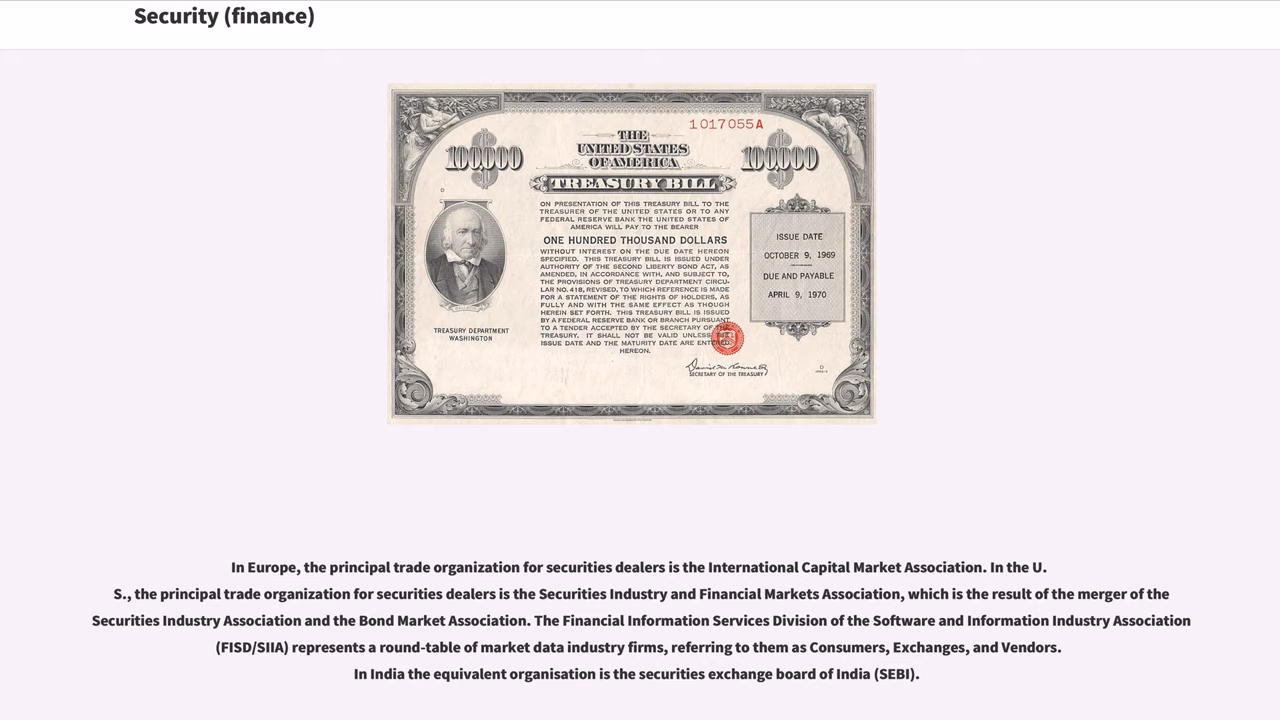 Security (finance)
1017055A
THE
UNITED STATES
OF AMERICA
100,000
100,000
TREASURY BILL
D
ON PRESENTATION OF THIS TREASURY BILL TO THE
TREASURER OF THE UNITED STATES OR TO ANY
FEDERAL RESERVE BANK THE UNITED STATES OF
AMERICA WILL PAY TO THE BEARER
ONE HUNDRED THOUSAND DOLLARS
WITHOUT INTEREST ON THE DUE DATE HEREON
SPECIFIED. THIS TREASURY BILL IS ISSUED UNDER
AUTHORITY OF THE SECOND LIBERTY BOND ACT, AS
AMENDED, IN ACCORDANCE WITH, AND SUBJECT TO,
THE PROVISIONS OF TREASURY DEPARTMENT CIRCU-
LAR NO. 418, REVISED, TO WHICH REFERENCE IS MADE
FOR A STATEMENT OF THE RIGHTS OF HOLDERS, AS
FULLY AND WITH THE SAME EFFECT AS THOUGH
HEREIN SET FORTH. THIS TREASURY BILL IS ISSUED
BY A FEDERAL RESERVE BANK OR BRANCH PURSUANT
TO A TENDER ACCEPTED BY THE SECRETARY OF THE
TREASURY. IT SHALL NOT BE VALID UNLESS THE
ISSUE DATE AND THE MATURITY DATE ARE ENTERED
HEREON.
ISSUE DATE
OCTOBER 9, 1969
DUE AND PAYABLE
APRIL 9, 1970
TREASURY DEPARTMENT
WASHINGTON
SECRETARY OF THE TREASURY
D
In Europe, the principal trade organization for securities dealers is the International Capital Market Association. In the U.
S., the principal trade organization for securities dealers is the Securities Industry and Financial Markets Association, which is the result of the merger of the
Securities Industry Association and the Bond Market Association. The Financial Information Services Division of the Software and Information Industry Association
(FISD/SIIA) represents a round-table of market data industry firms, referring to them as Consumers, Exchanges, and Vendors.
In India the equivalent organisation is the securities exchange board of India (SEBI).